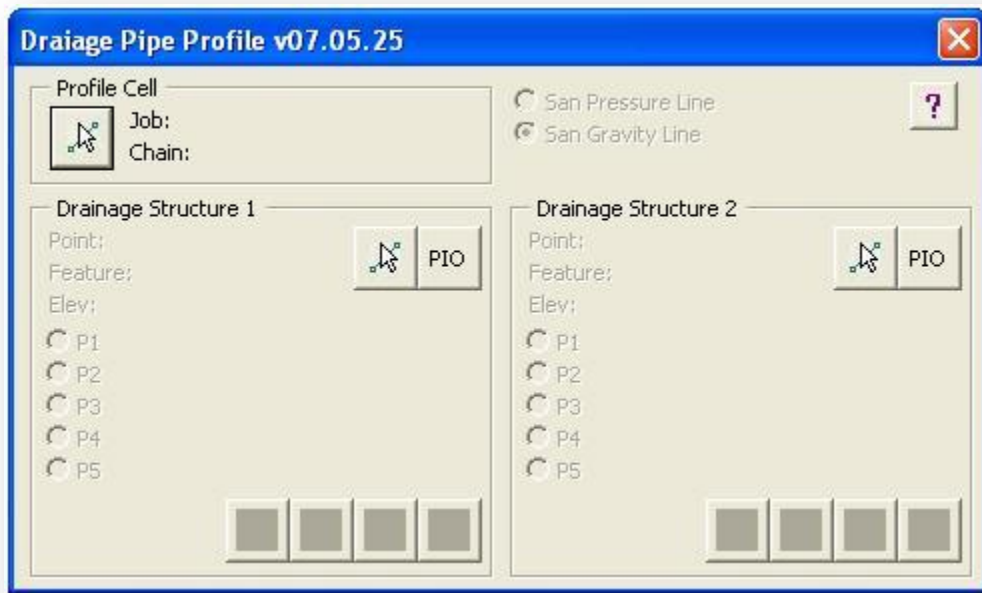 Draiage Pipe Profile v07.05.25
Profile Cell
Job:
Chain:
San Pressure Line
San Gravity Line
?
Drainage Structure 1
Point:
Feature:
Elev:
PIO
P1
P2
P3
P4
P5
Drainage Structure 2
Point:
Feature:
Elev:
PIO
P1
P2
P3
P4
P5